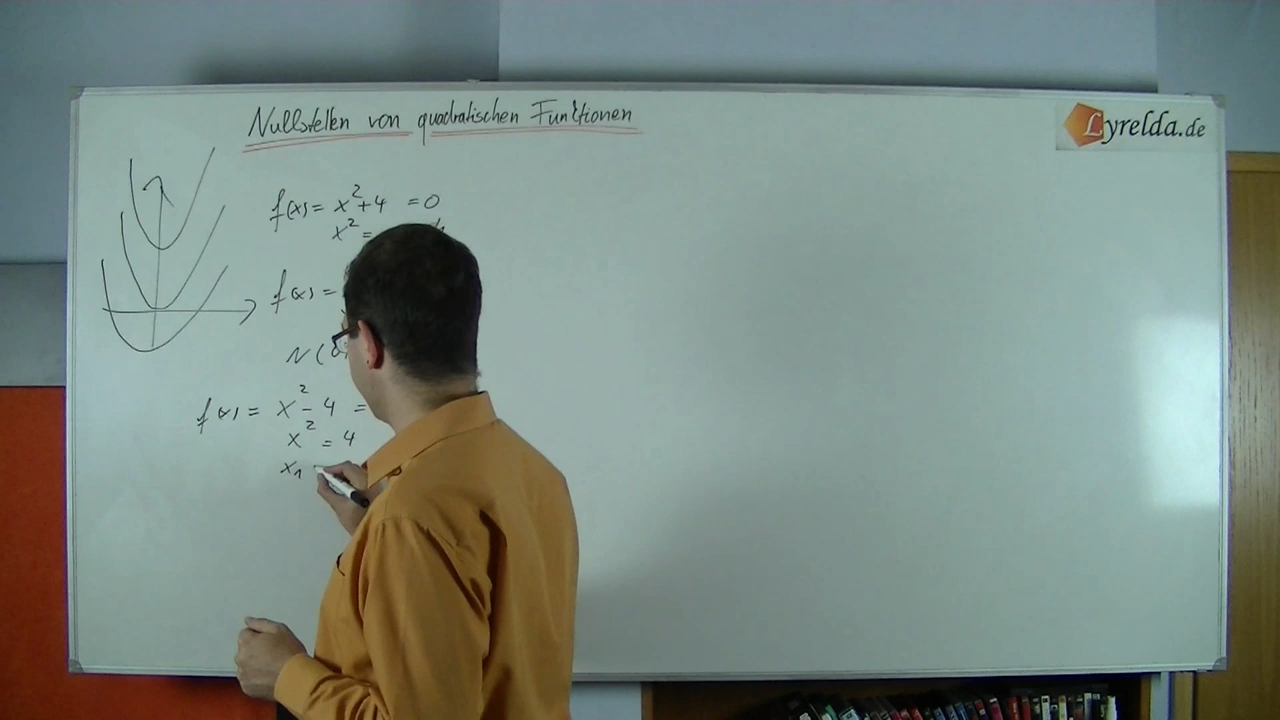 Nullstellen von quadratischen Funktionen
Lyrelda.de
f(x) = x²+4 = 0
x² =
f(x) =
N(0
f(x) = x² - 4 =
x² = 4
x₁